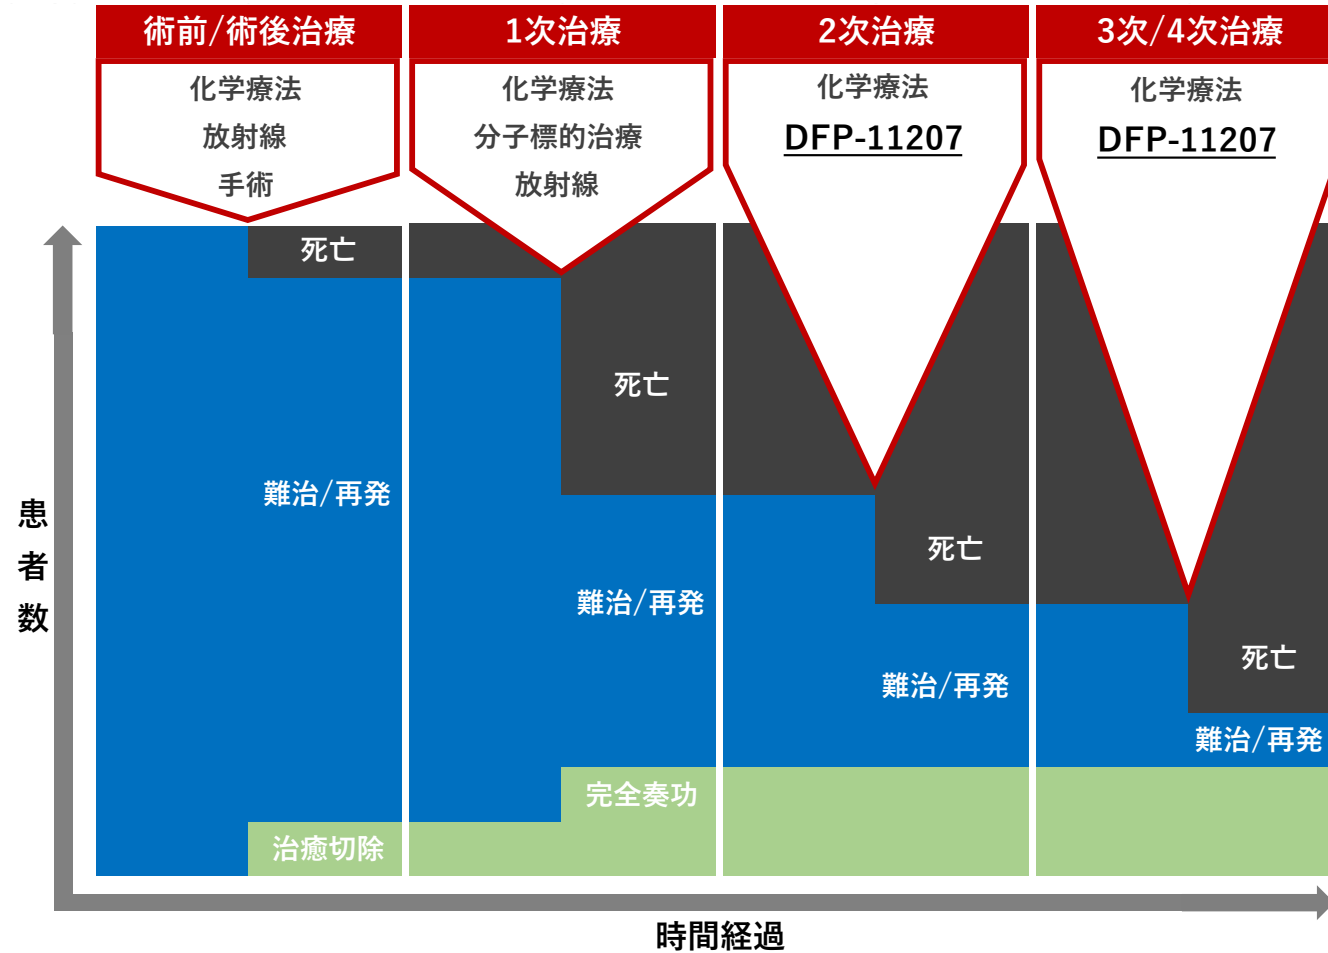 術前/術後治療
化学療法
放射線
手術
1次治療
化学療法
分子標的治療
放射線
2次治療
化学療法
DFP-11207
3次/4次治療
化学療法
DFP-11207
死亡
難治/再発
治癒切除
死亡
難治/再発
完全奏功
死亡
難治/再発
死亡
難治/再発
患者数
時間経過